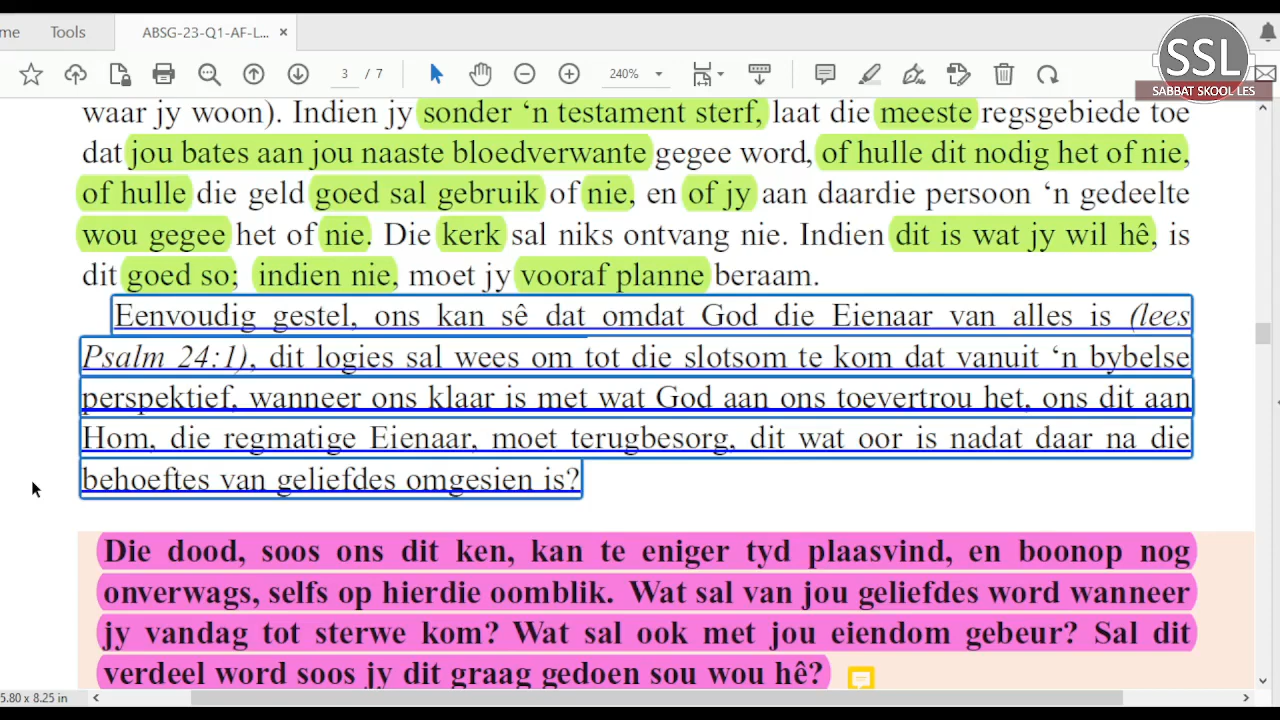 me
Tools
ABSG-23-Q1-AF-L... ×
SSL
SABBAT SKOOL LES
3 / 7
240%
waar jy woon). Indien jy sonder ‘n testament sterf, laat die meeste regsgebiede toe
dat jou bates aan jou naaste bloedverwante gegee word, of hulle dit nodig het of nie,
of hulle die geld goed sal gebruik of nie, en of jy aan daardie persoon ‘n gedeelte
wou gegee het of nie. Die kerk sal niks ontvang nie. Indien dit is wat jy wil hê, is
dit goed so; indien nie, moet jy vooraf planne beraam.
Eenvoudig gestel, ons kan sê dat omdat God die Eienaar van alles is (lees
Psalm 24:1), dit logies sal wees om tot die slotsom te kom dat vanuit ‘n bybelse
perspektief, wanneer ons klaar is met wat God aan ons toevertrou het, ons dit aan
Hom, die regmatige Eienaar, moet terugbesorg, dit wat oor is nadat daar na die
behoeftes van geliefdes omgesien is?
Die dood, soos ons dit ken, kan te eniger tyd plaasvind, en boonop nog
onverwags, selfs op hierdie oomblik. Wat sal van jou geliefdes word wanneer
jy vandag tot sterwe kom? Wat sal ook met jou eiendom gebeur? Sal dit
verdeel word soos jy dit graag gedoen sou wou hê?
5.80 x 8.25 in